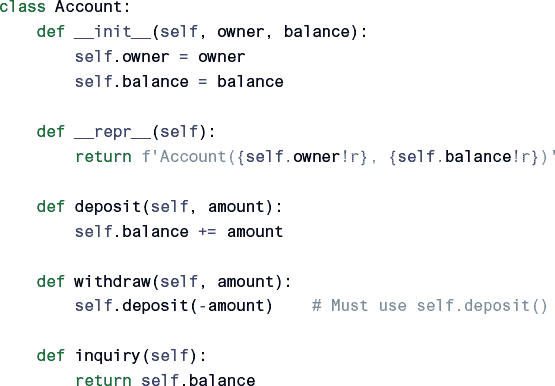 class Account:
    def __init__(self, owner, balance):
        self.owner = owner
        self.balance = balance

    def __repr__(self):
        return f'Account({self.owner!r}, {self.balance!r})'

    def deposit(self, amount):
        self.balance += amount

    def withdraw(self, amount):
        self.deposit(-amount)    # Must use self.deposit()

    def inquiry(self):
        return self.balance